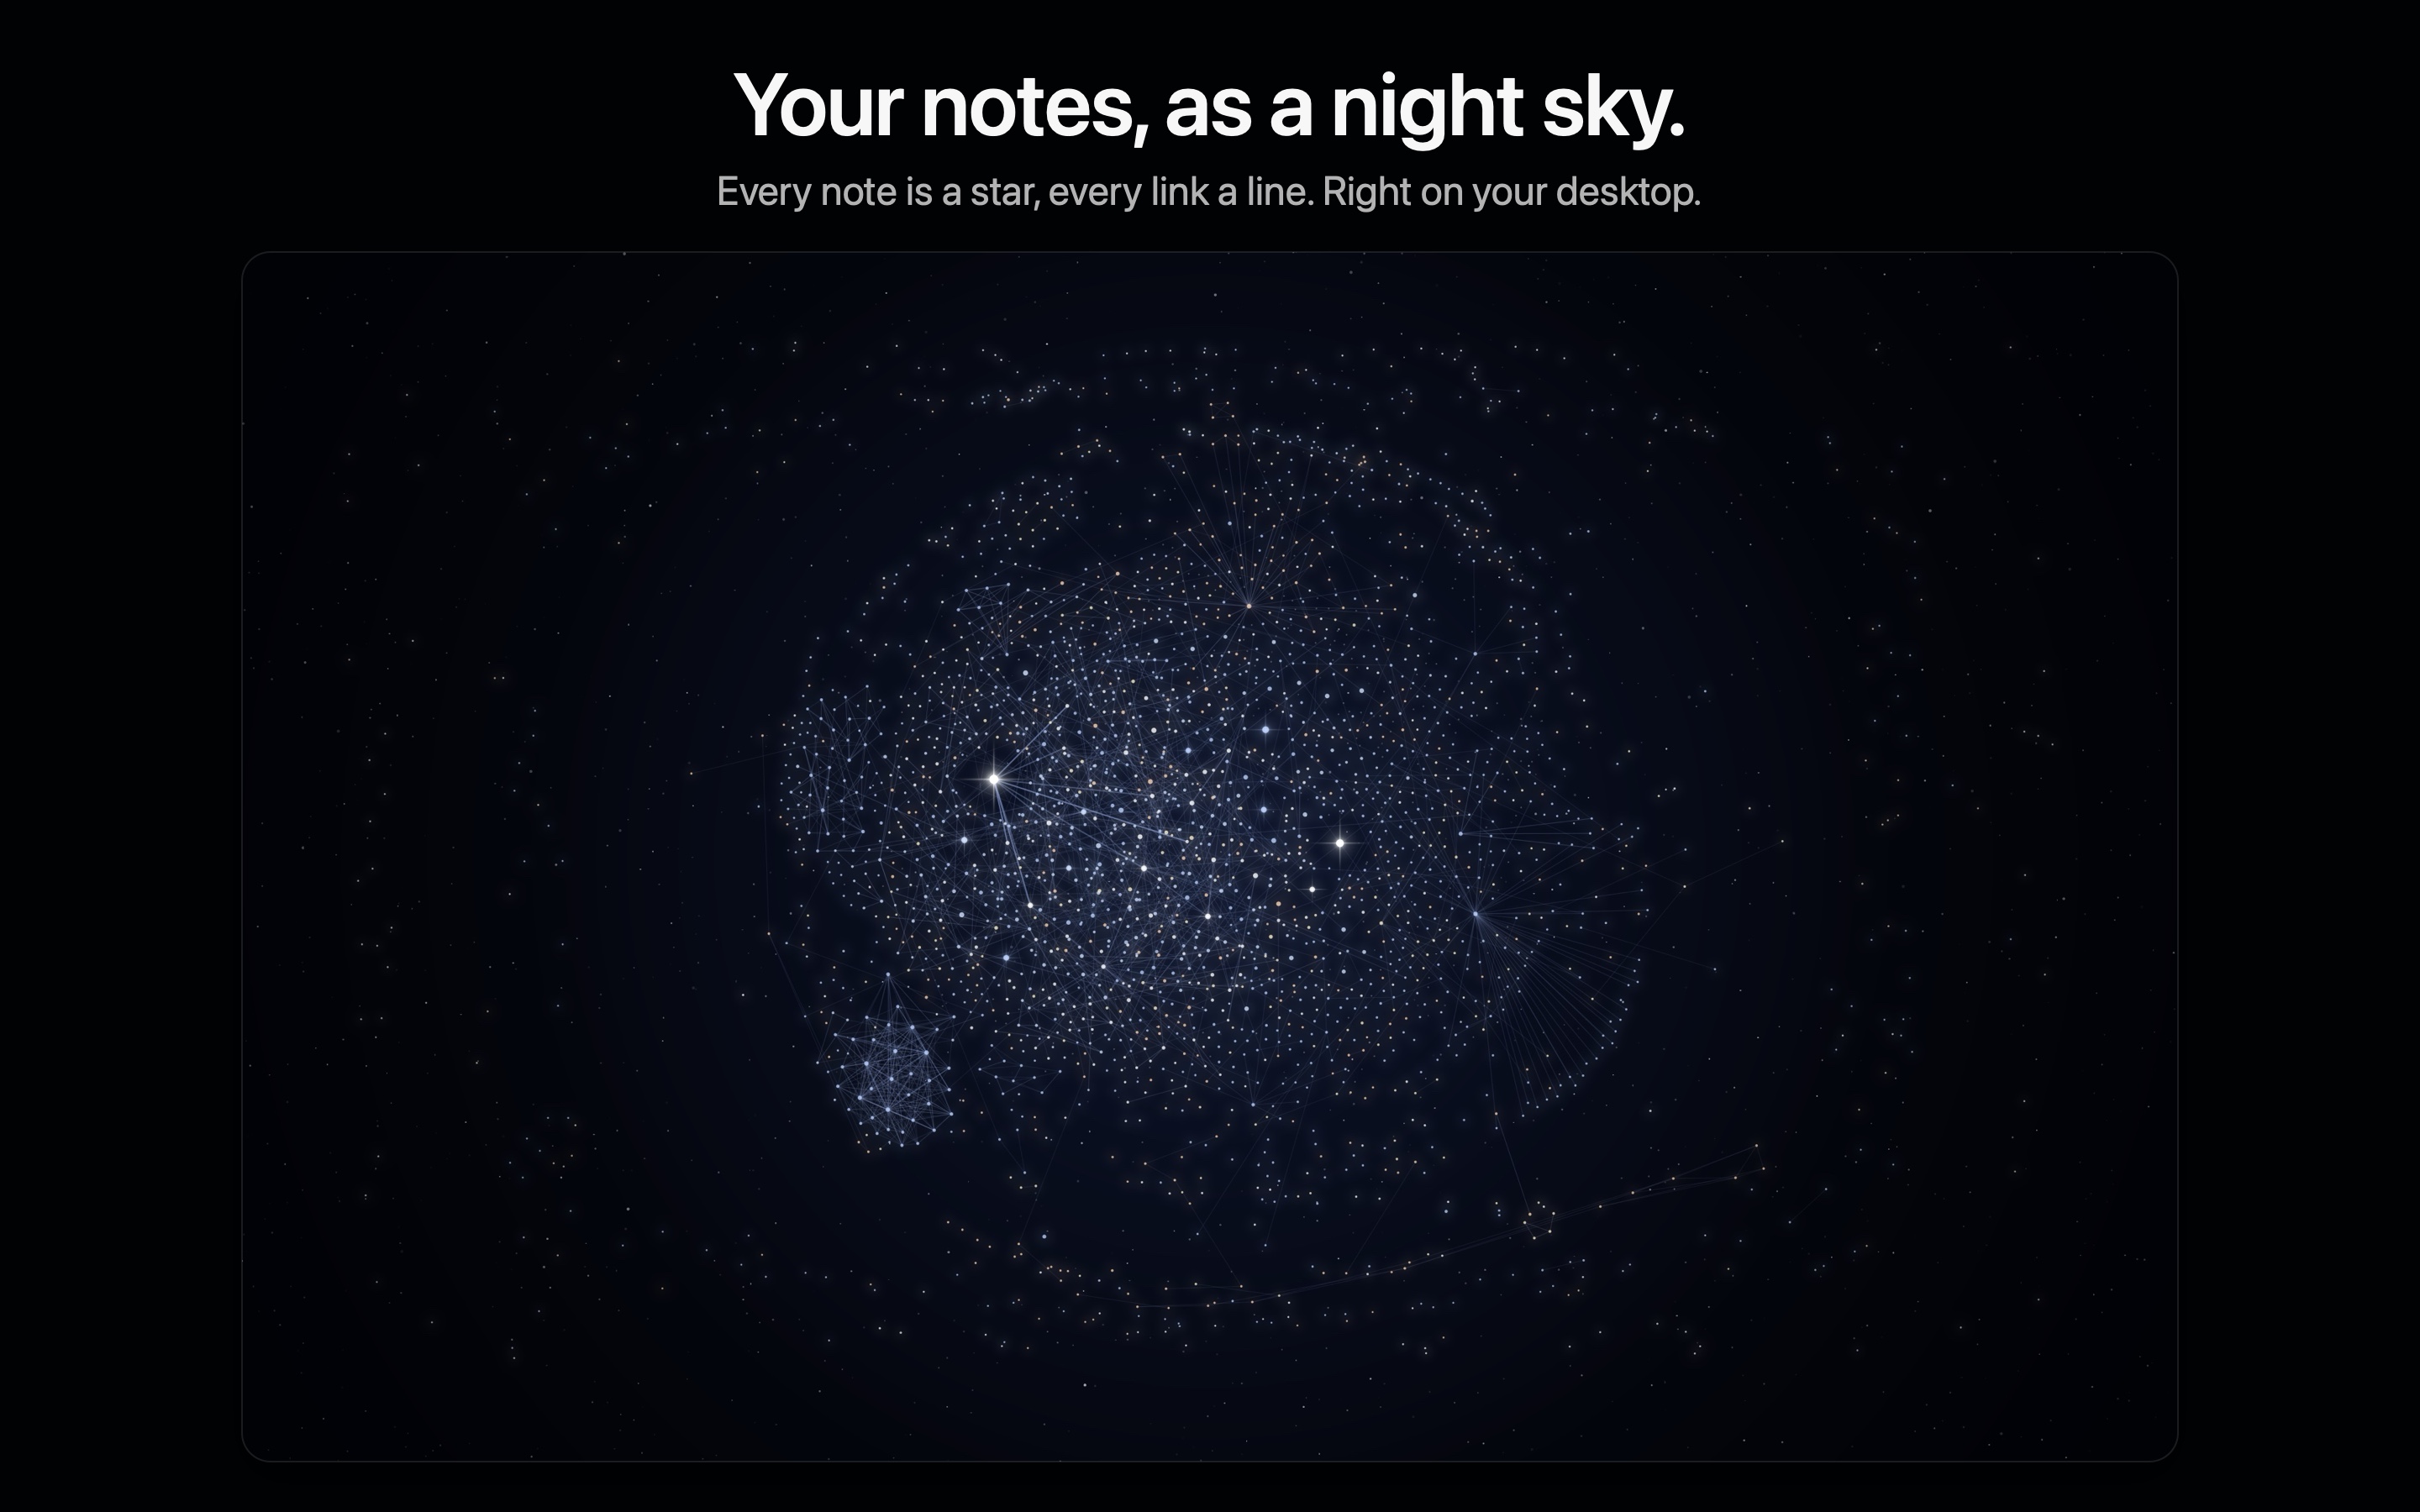 Your notes, as a night sky.
Every note is a star, every link a line. Right on your desktop.